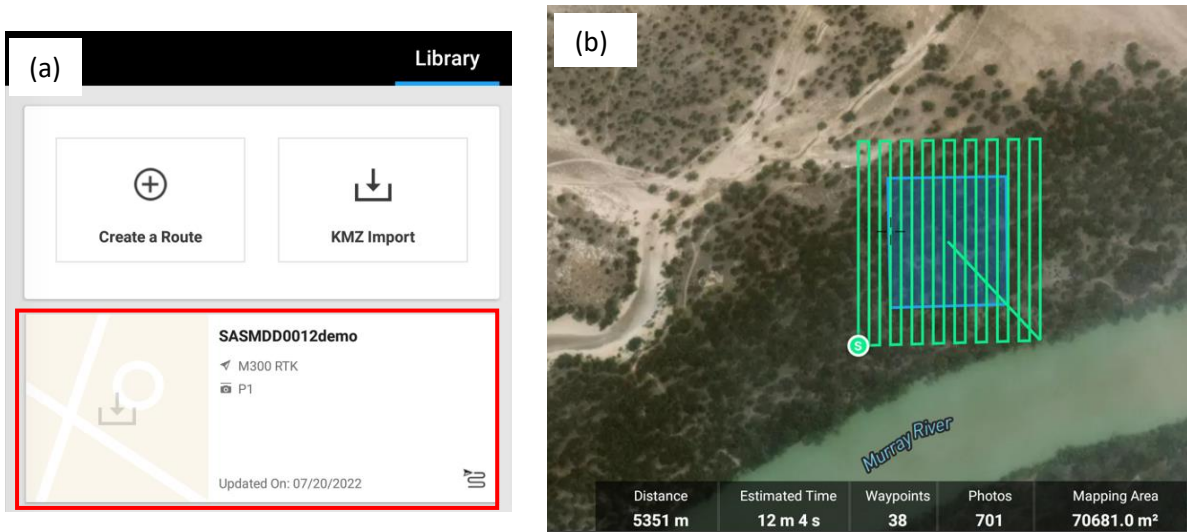 (a)
Library
Create a Route
KMZ Import
SASMDD0012demo
M300 RTK
P1
Updated On: 07/20/2022
(b)
S
Murray River
Distance
Estimated Time
Waypoints
Photos
Mapping Area
5351 m
12 m 4 s
38
701
70681.0 m²